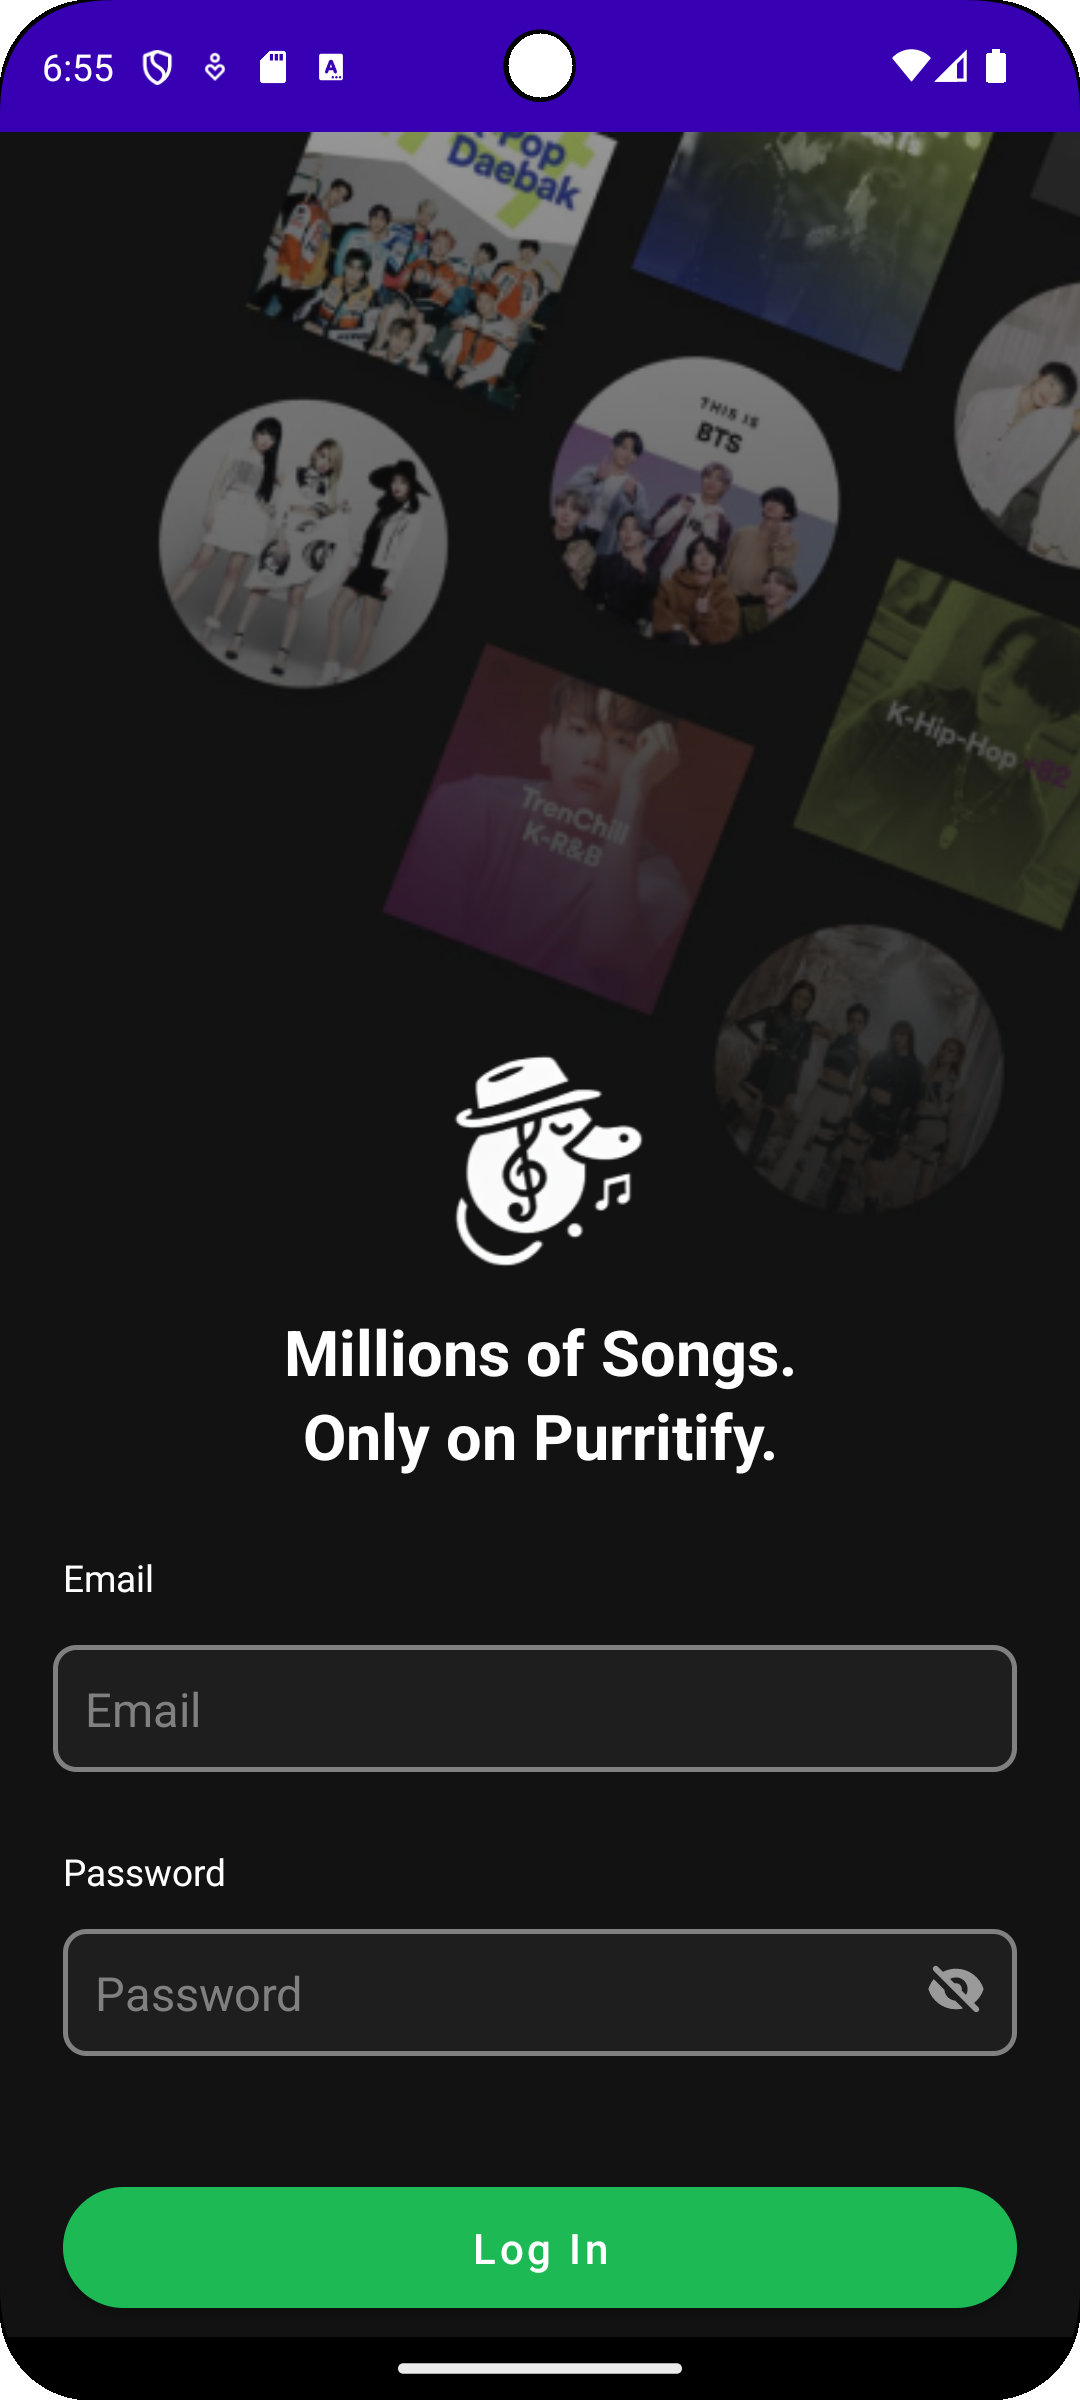 6:55
K-Pop
Daebak
THIS IS
BTS
K-Hip-Hop +82
TrenChill
K-R&B
Millions of Songs.
Only on Purritify.
Email
Email
Password
Password
Log In